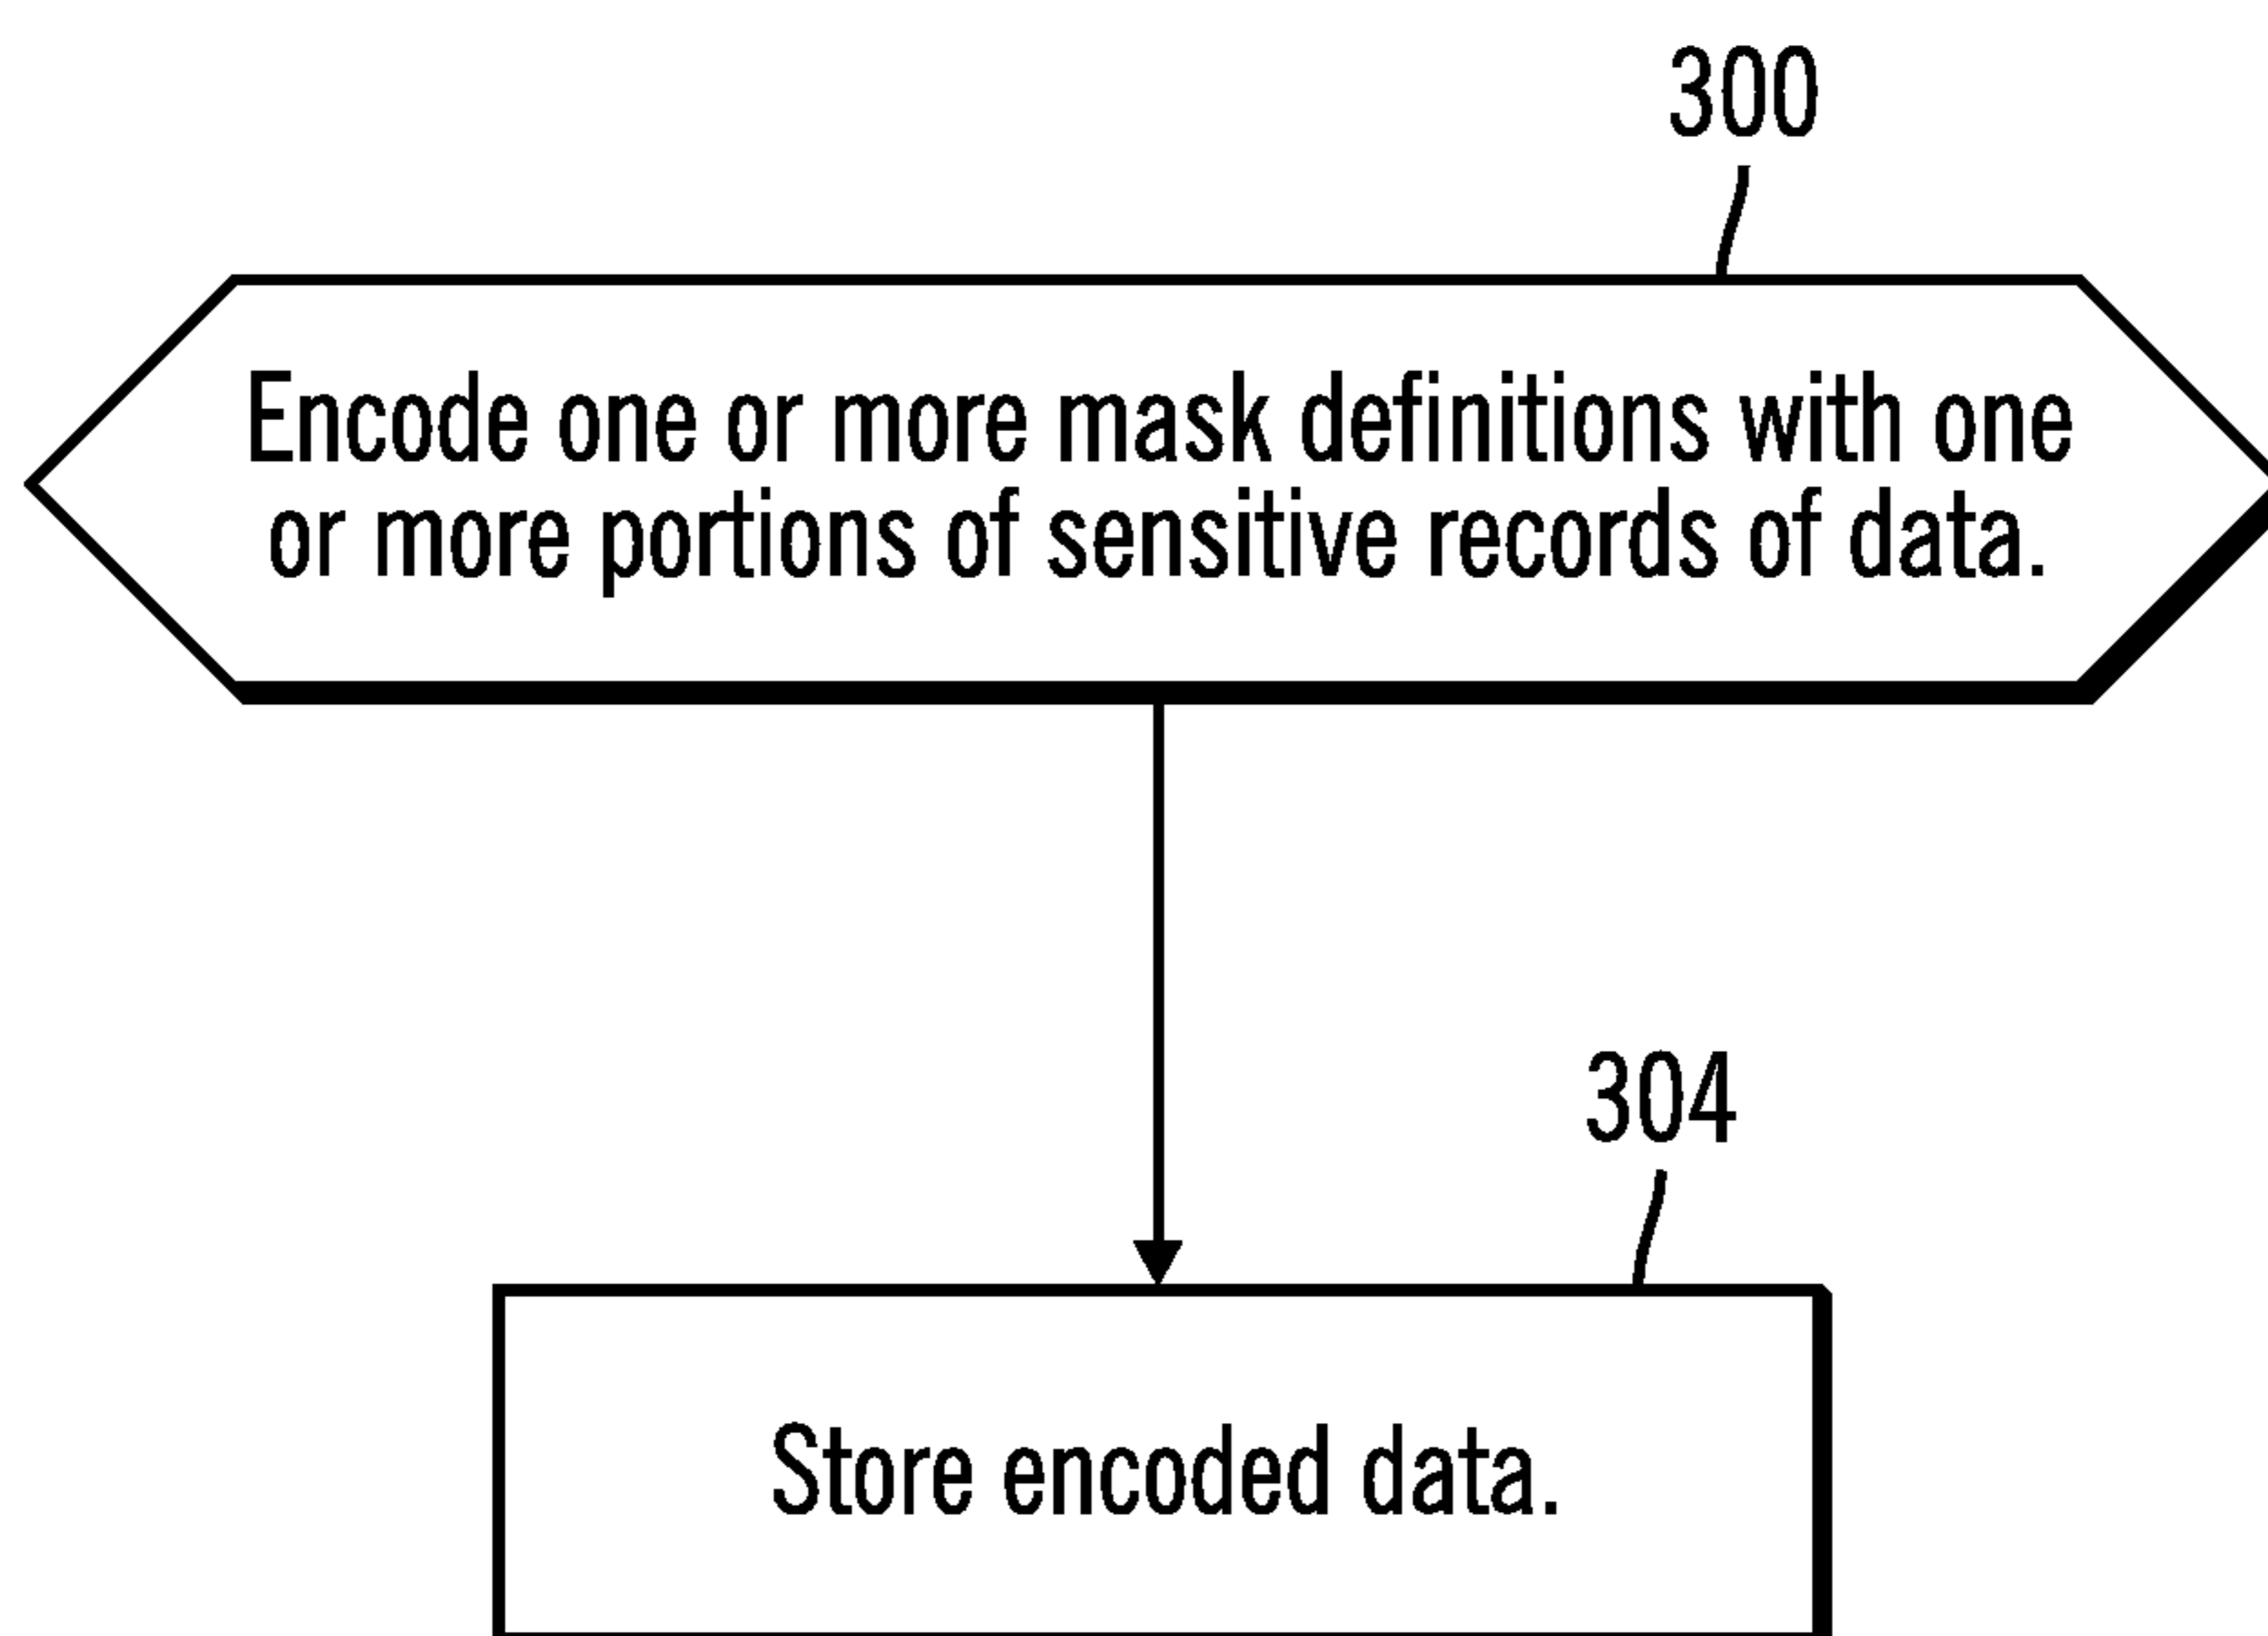 300
Encode one or more mask definitions with one
or more portions of sensitive records of data.
304
Store encoded data.